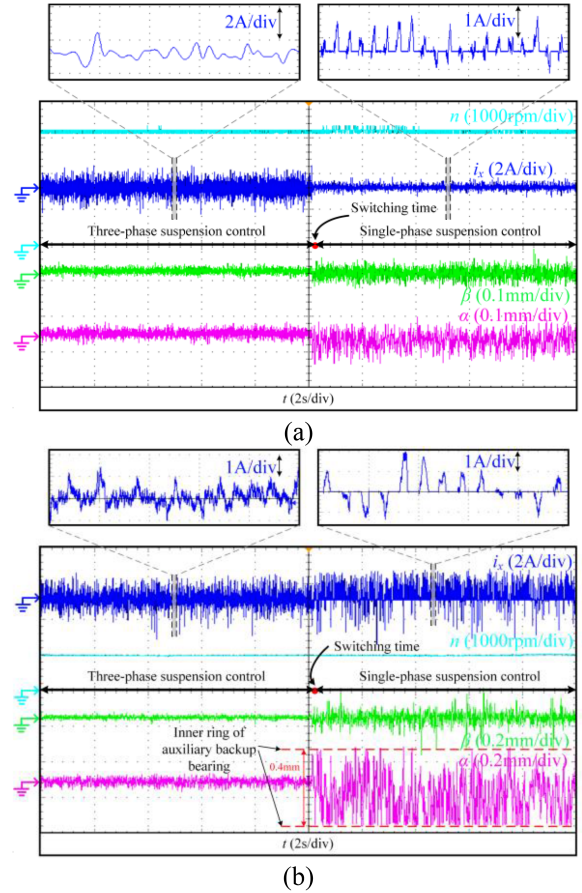 2A/div
1A/div
n (1000rpm/div)
iₓ (2A/div)
Switching time
Three-phase suspension control
Single-phase suspension control
β (0.1mm/div)
α (0.1mm/div)
t (2s/div)
(a)
1A/div
1A/div
iₓ (2A/div)
n (1000rpm/div)
Switching time
Three-phase suspension control
Single-phase suspension control
Inner ring of
auxiliary backup
bearing
0.4mm
β (0.2mm/div)
α (0.2mm/div)
t (2s/div)
(b)